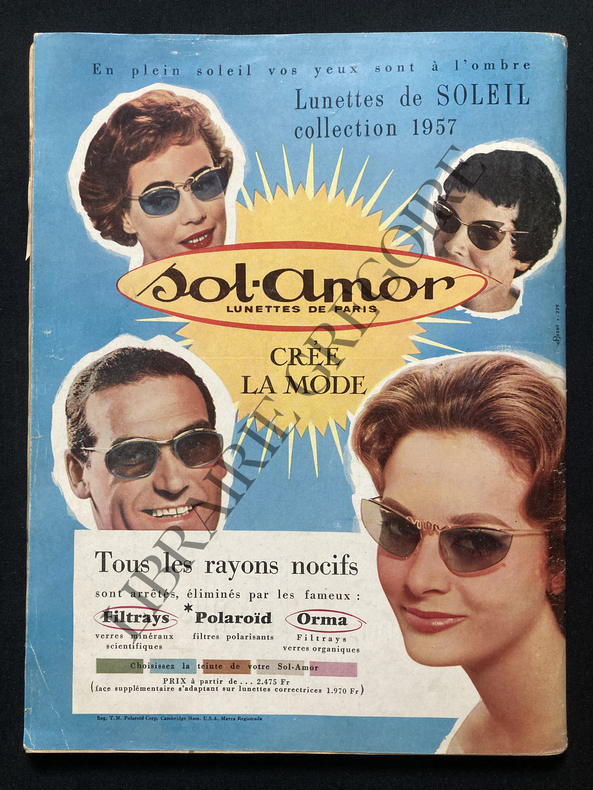 En plein soleil vos yeux sont à l'ombre
Lunettes de SOLEIL
collection 1957
Sol-Amor
LUNETTES DE PARIS
CRÉE
LA MODE
Tous les rayons nocifs
sont arrêtés, éliminés par les fameux :
Filtrays *Polaroïd Orma
verres minéraux scientifiques
filtres polarisants
Filtrays verres organiques
Choisissez la teinte de votre Sol-Amor
PRIX à partir de... 2.475 Fr
(face supplémentaire s'adaptant sur lunettes correctrices 1.970 Fr)
Reg. T. M. Polaroid Corp. Cambridge Mass. U.S.A. Marca Registrada
LIBRAIRIE GREGOIRE